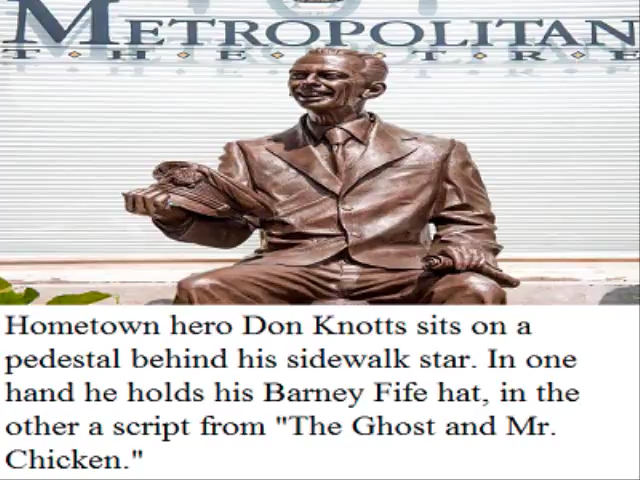 METROPOLITAN
T H E T R E
Hometown hero Don Knotts sits on a
pedestal behind his sidewalk star. In one
hand he holds his Barney Fife hat, in the
other a script from "The Ghost and Mr.
Chicken."